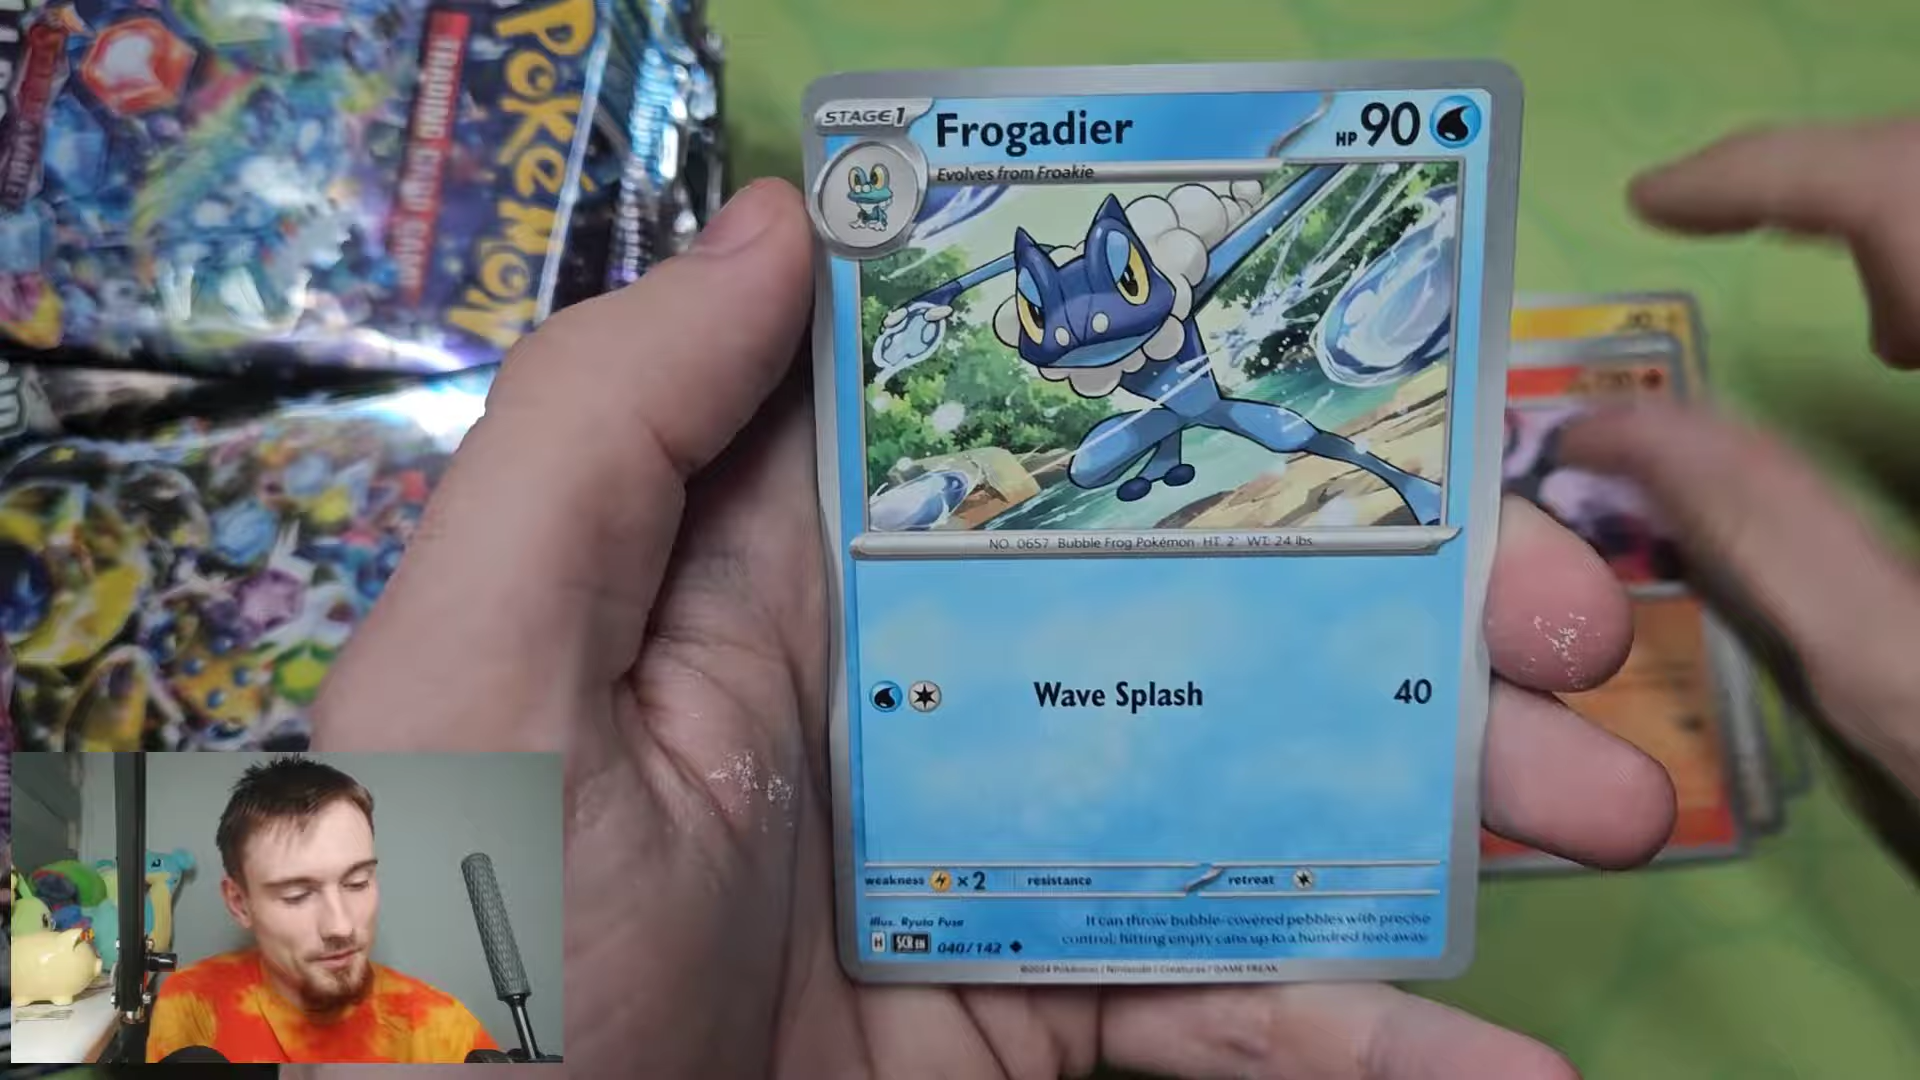 POKÉMON
TRADING CARD GAME
STAGE1
Frogadier
HP 90
Evolves from Froakie
NO. 0657 Bubble Frog Pokémon HT: 2' WT: 24 lbs
Wave Splash 40
weakness ×2 resistance retreat
Illus. Ryuta Fuse
It can throw bubble-covered pebbles with precise
control, hitting empty cans up to a hundred feet away.
H SCR EN 040/142
©2024 Pokémon / Nintendo / Creatures / GAME FREAK